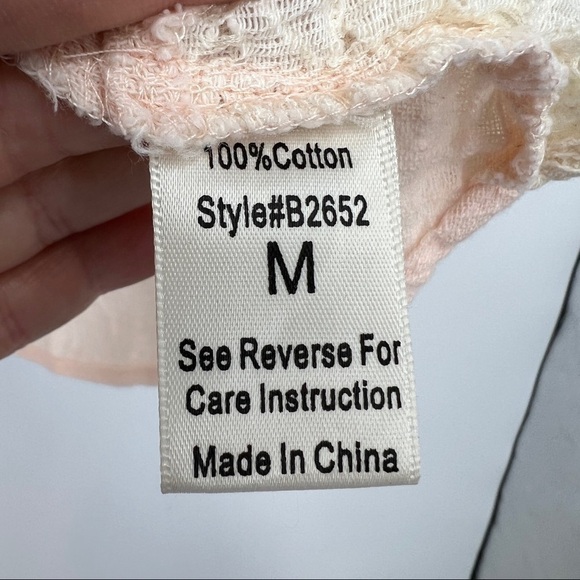 100%Cotton
Style#B2652
M
See Reverse For
Care Instruction
Made In China